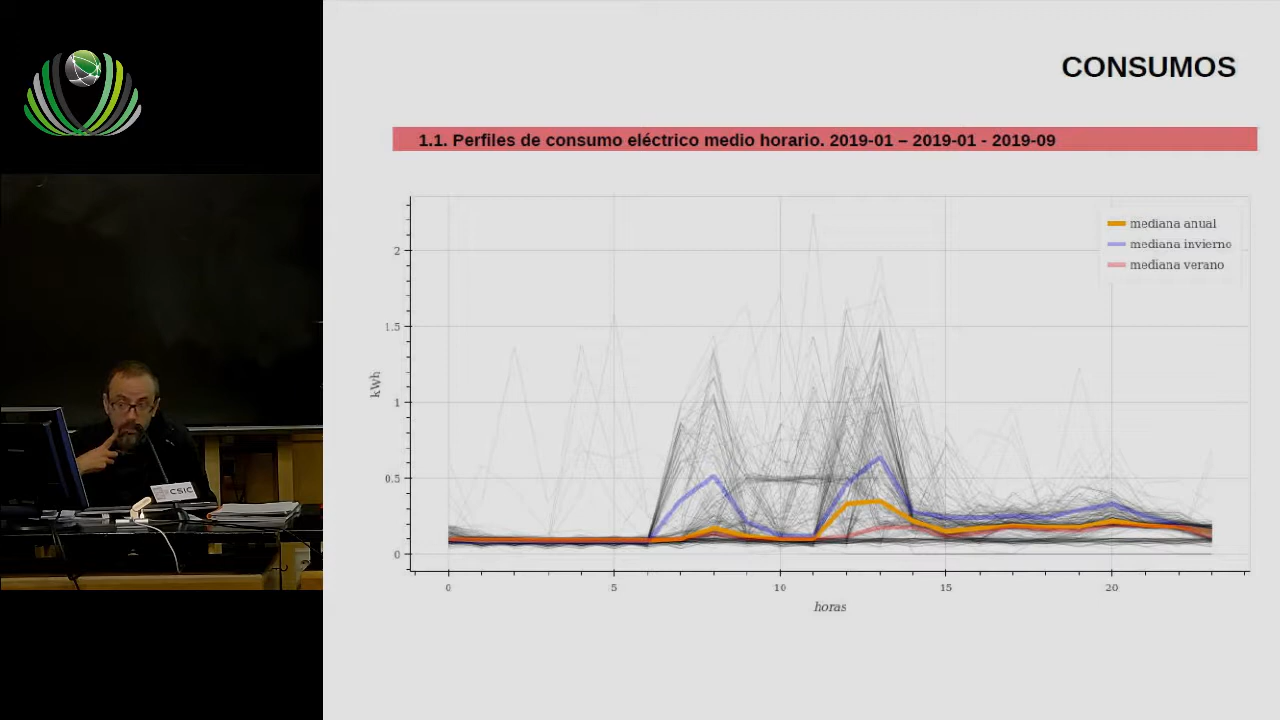 CONSUMOS
1.1. Perfiles de consumo eléctrico medio horario. 2019-01 – 2019-01 - 2019-09
mediana anual
mediana invierno
mediana verano
2
1.5
1
0.5
0
kWh
0 5 10 15 20
horas
CSIC